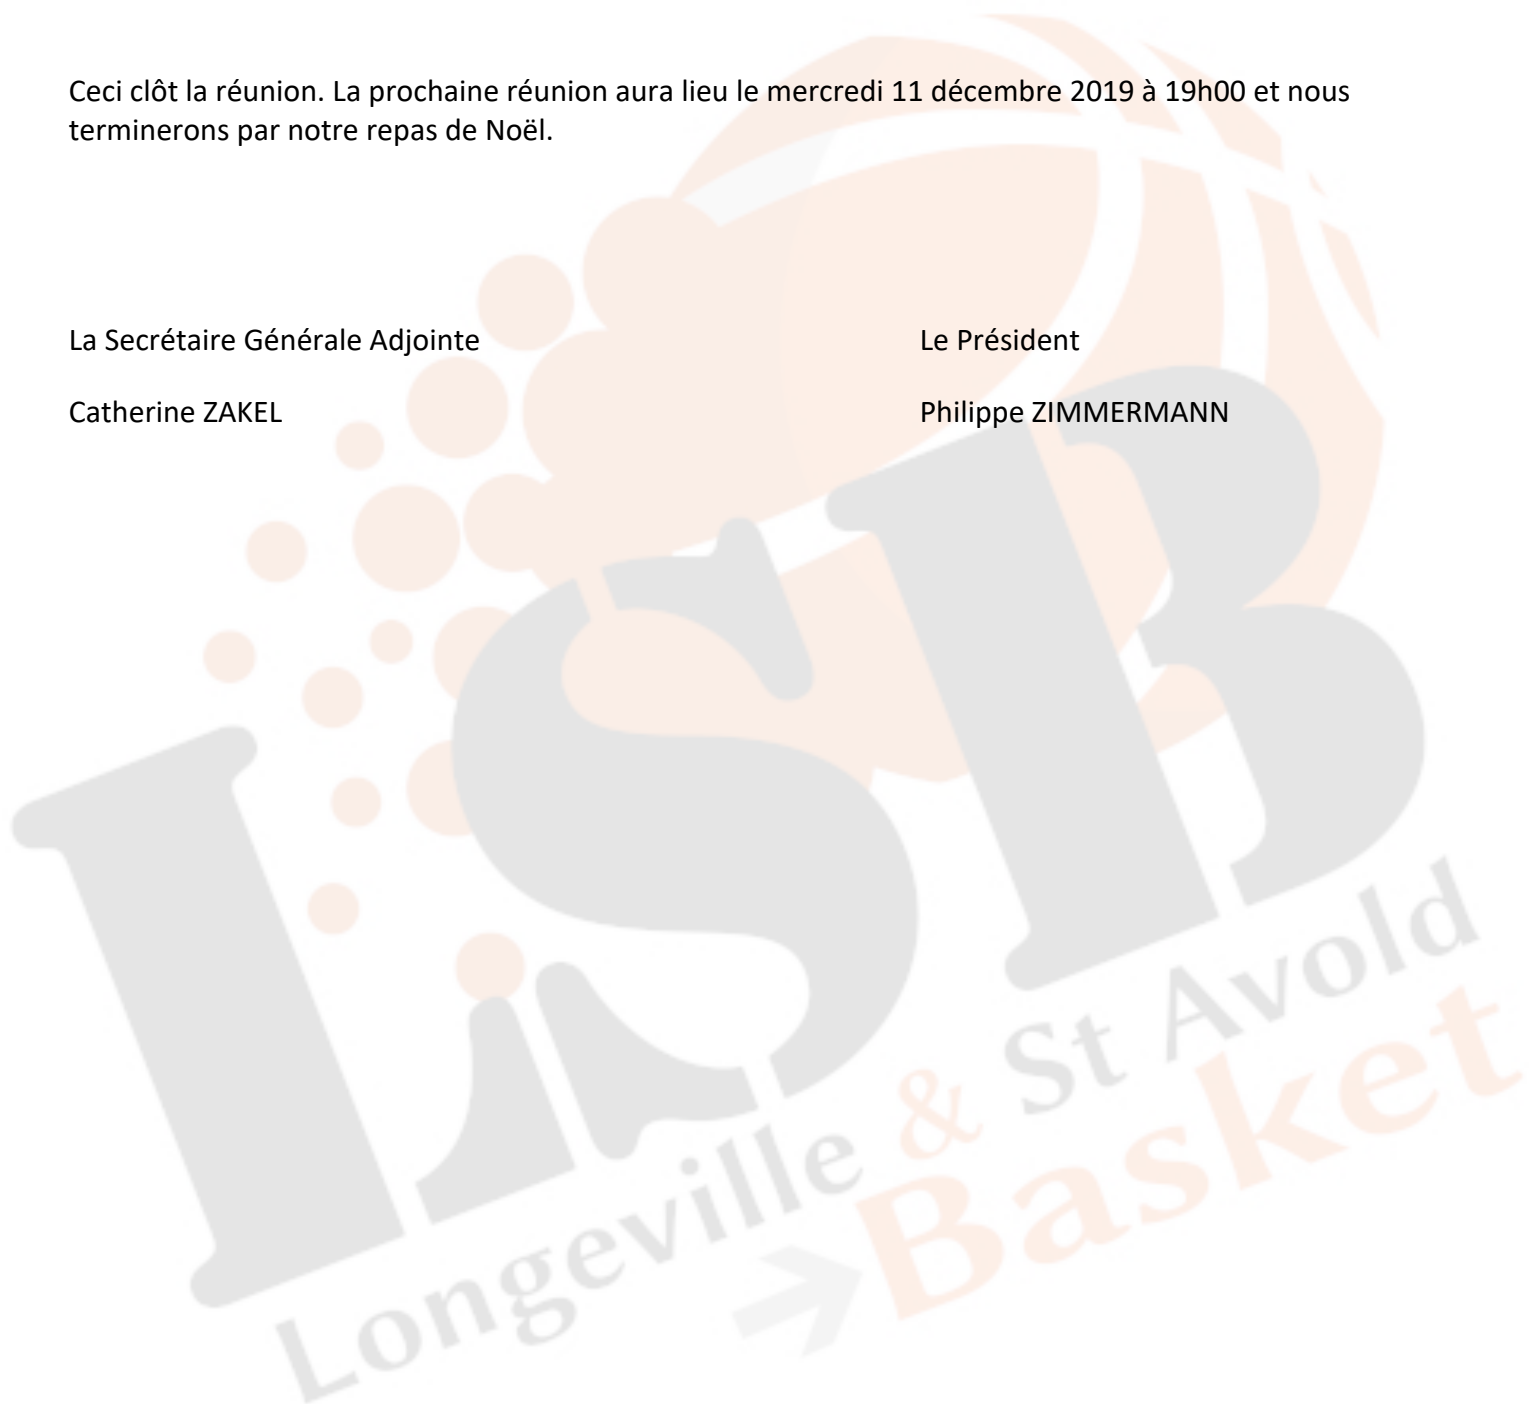 Ceci clôt la réunion. La prochaine réunion aura lieu le mercredi 11 décembre 2019 à 19h00 et nous
terminerons par notre repas de Noël.
La Secrétaire Générale Adjointe
Le Président
Catherine ZAKEL
Philippe ZIMMERMANN
LSB
Longeville & St Avold
Basket